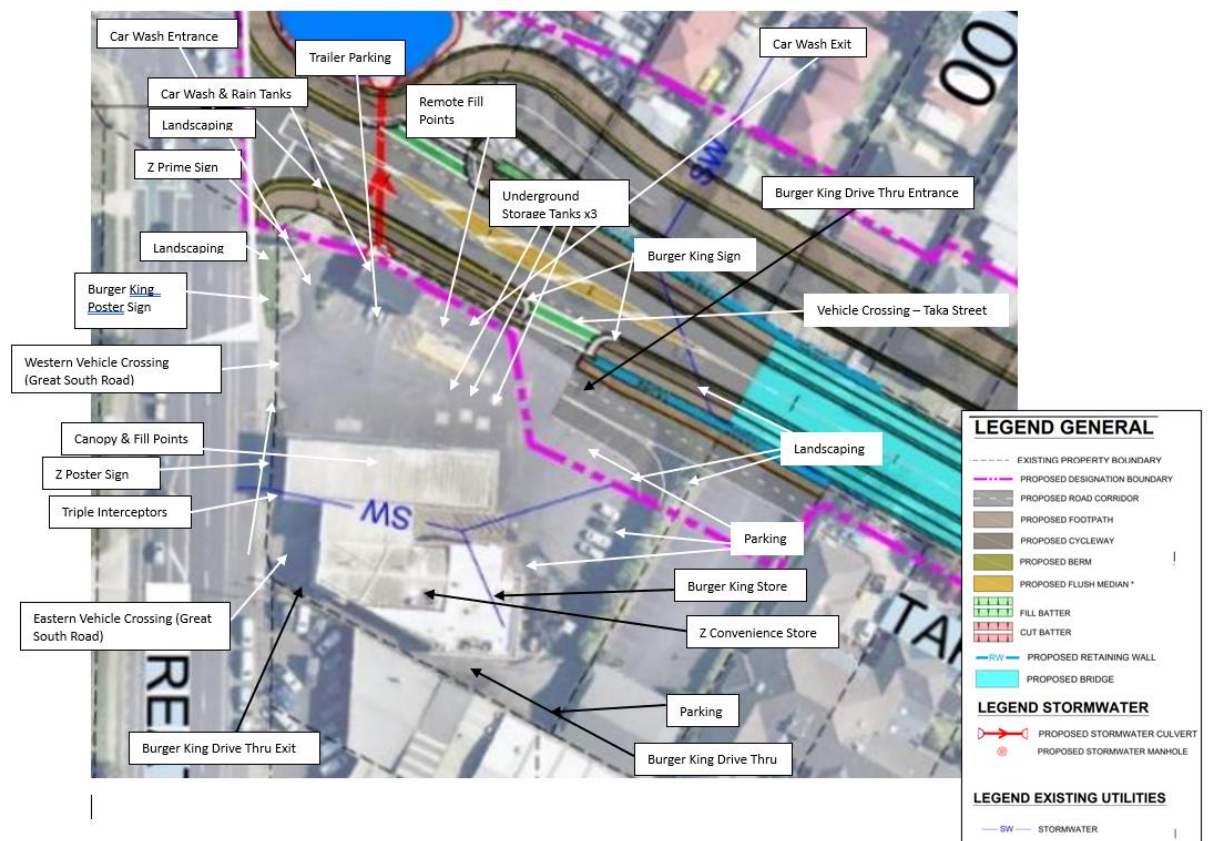 Car Wash Entrance
Trailer Parking
Car Wash Exit
Car Wash & Rain Tanks
Remote Fill
Points
Landscaping
Z Prime Sign
Underground
Storage Tanks x3
Burger King Drive Thru Entrance
Landscaping
Burger King Sign
Burger King
Poster Sign
Vehicle Crossing – Taka Street
Western Vehicle Crossing
(Great South Road)
Canopy & Fill Points
Landscaping
Z Poster Sign
Triple Interceptors
Parking
Burger King Store
Eastern Vehicle Crossing (Great
South Road)
Z Convenience Store
Parking
Burger King Drive Thru Exit
Burger King Drive Thru
00
SW
SW
TAK
REA
LEGEND GENERAL
EXISTING PROPERTY BOUNDARY
PROPOSED DESIGNATION BOUNDARY
PROPOSED ROAD CORRIDOR
PROPOSED FOOTPATH
PROPOSED CYCLEWAY
PROPOSED BERM
PROPOSED FLUSH MEDIAN *
FILL BATTER
CUT BATTER
RW PROPOSED RETAINING WALL
PROPOSED BRIDGE
LEGEND STORMWATER
PROPOSED STORMWATER CULVERT
PROPOSED STORMWATER MANHOLE
LEGEND EXISTING UTILITIES
SW STORMWATER